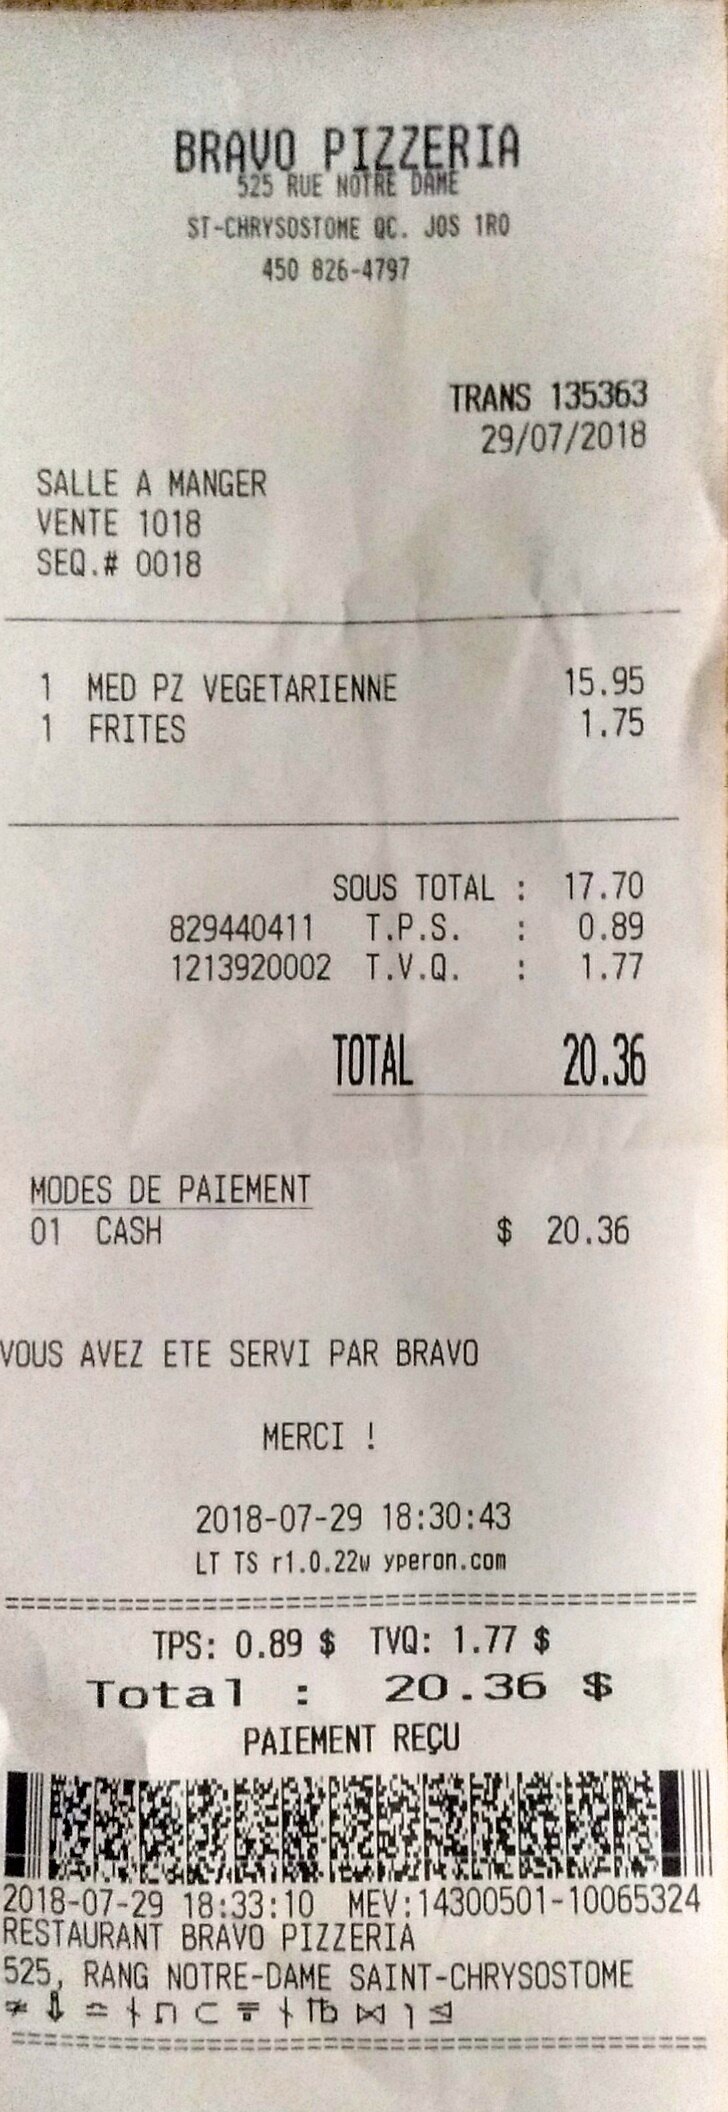 BRAVO PIZZERIA
525 RUE NOTRE DAME
ST-CHRYSOSTOME QC. J0S 1R0
450 826-4797
TRANS 135363
29/07/2018
SALLE A MANGER
VENTE 1018
SEQ.# 0018
1 MED PZ VEGETARIENNE 15.95
1 FRITES 1.75
SOUS TOTAL : 17.70
829440411 T.P.S. : 0.89
1213920002 T.V.Q. : 1.77
TOTAL 20.36
MODES DE PAIEMENT
01 CASH $ 20.36
VOUS AVEZ ETE SERVI PAR BRAVO
MERCI !
2018-07-29 18:30:43
LT TS r1.0.22w yperon.com
TPS: 0.89 $ TVQ: 1.77 $
Total : 20.36 $
PAIEMENT REÇU
2018-07-29 18:33:10 MEV:14300501-10065324
RESTAURANT BRAVO PIZZERIA
525, RANG NOTRE-DAME SAINT-CHRYSOSTOME